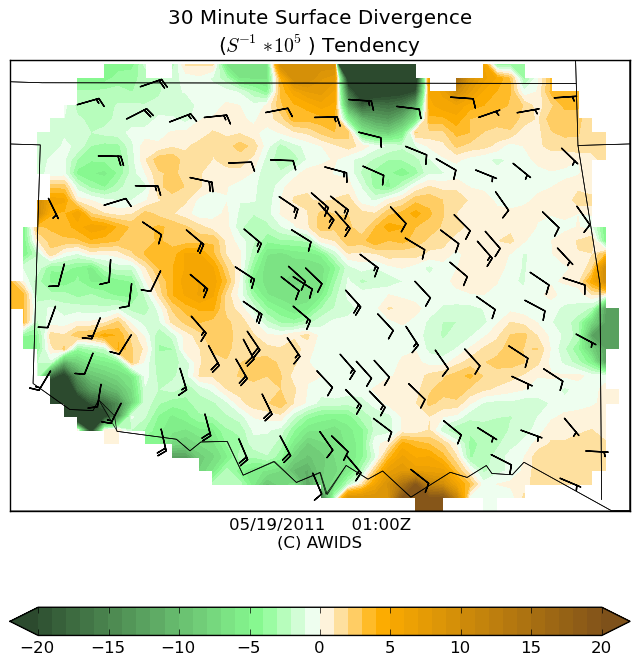 30 Minute Surface Divergence
(S⁻¹ *10⁵ ) Tendency
05/19/2011 01:00Z
(C) AWIDS
−20 −15 −10 −5 0 5 10 15 20